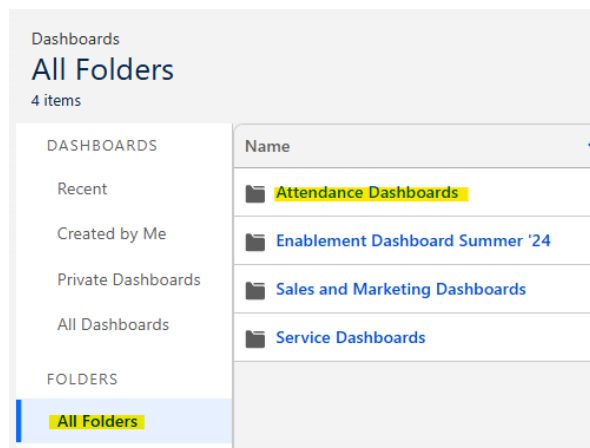 Dashboards
All Folders
4 items
DASHBOARDS
Recent
Created by Me
Private Dashboards
All Dashboards
FOLDERS
All Folders
Name
Attendance Dashboards
Enablement Dashboard Summer '24
Sales and Marketing Dashboards
Service Dashboards